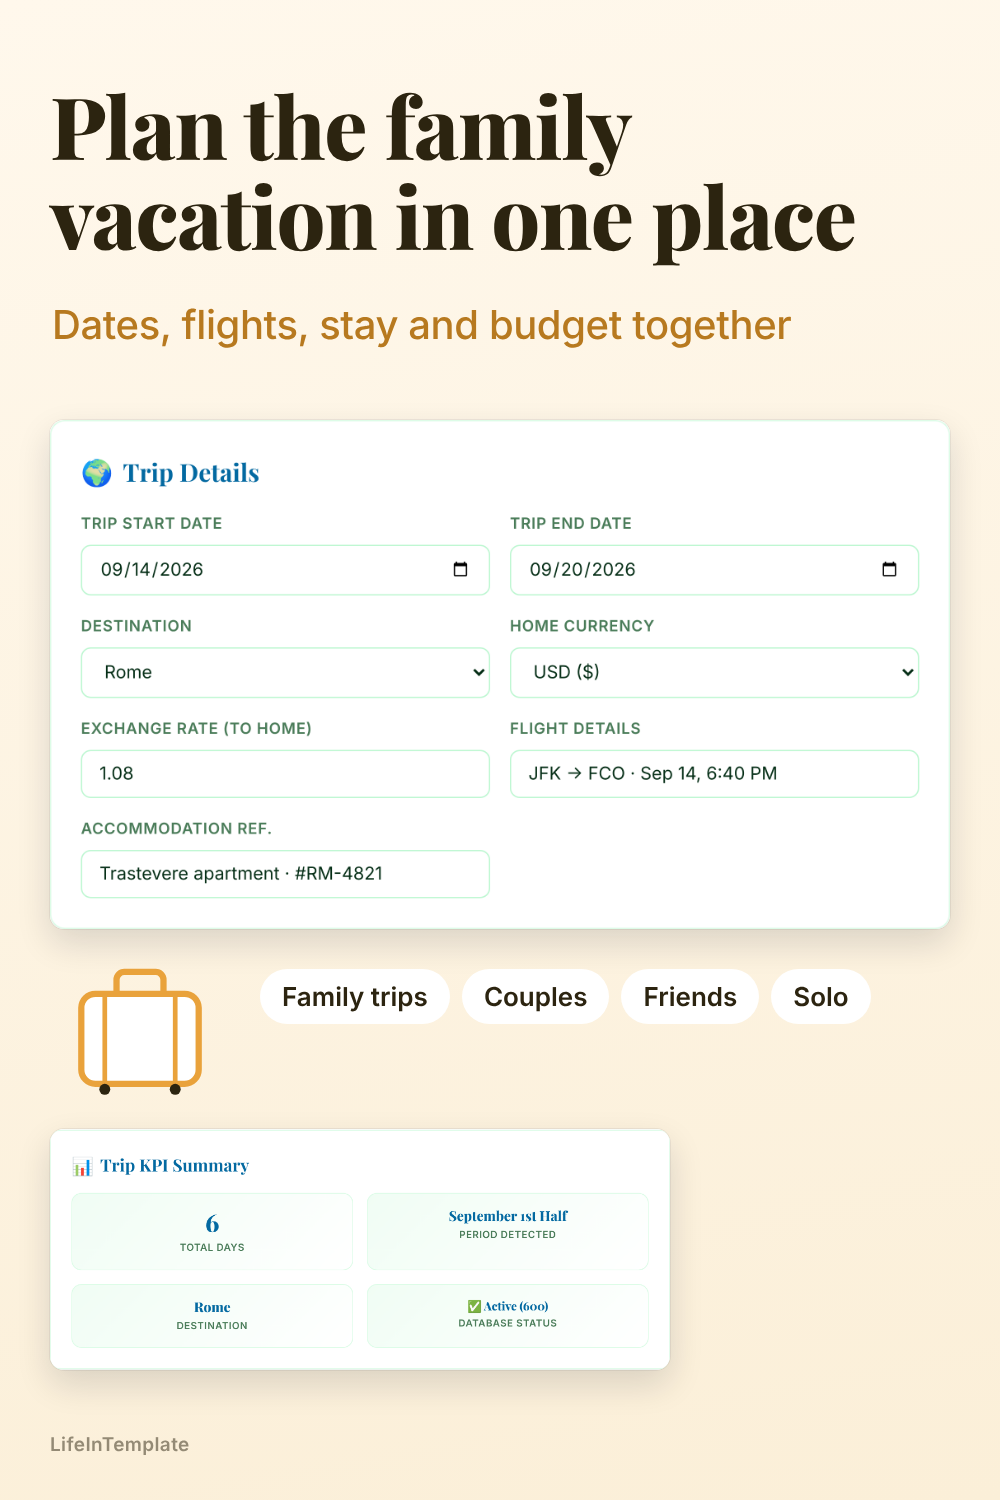 Plan the family
vacation in one place
Dates, flights, stay and budget together
🌍 Trip Details
TRIP START DATE
TRIP END DATE
09/14/2026
09/20/2026
DESTINATION
HOME CURRENCY
Rome
USD ($)
EXCHANGE RATE (TO HOME)
FLIGHT DETAILS
1.08
JFK → FCO · Sep 14, 6:40 PM
ACCOMMODATION REF.
Trastevere apartment · #RM-4821
Family trips
Couples
Friends
Solo
📊 Trip KPI Summary
6
TOTAL DAYS
September 1st Half
PERIOD DETECTED
Rome
DESTINATION
✅ Active (600)
DATABASE STATUS
LifeInTemplate